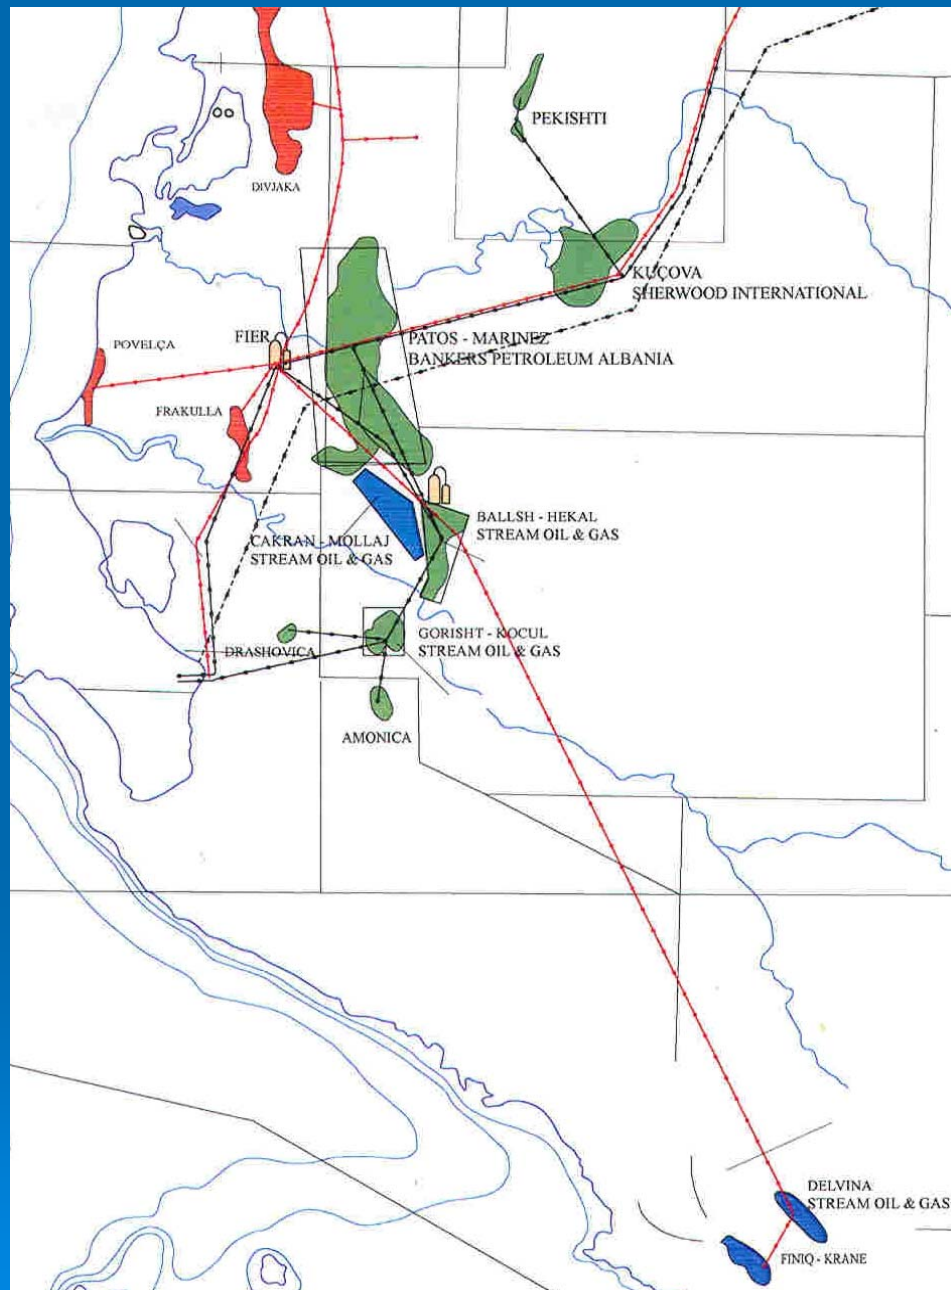 PEKISHTI
DIVJAKA
KUÇOVA
SHERWOOD INTERNATIONAL
FIER
POVELÇA
PATOS - MARINEZ
BANKERS PETROLEUM ALBANIA
FRAKULLA
BALLSH - HEKAL
STREAM OIL & GAS
CAKRAN - MOLLAJ
STREAM OIL & GAS
GORISHT - KOCUL
STREAM OIL & GAS
DRASHOVICA
AMONICA
DELVINA
STREAM OIL & GAS
FINIQ - KRANE